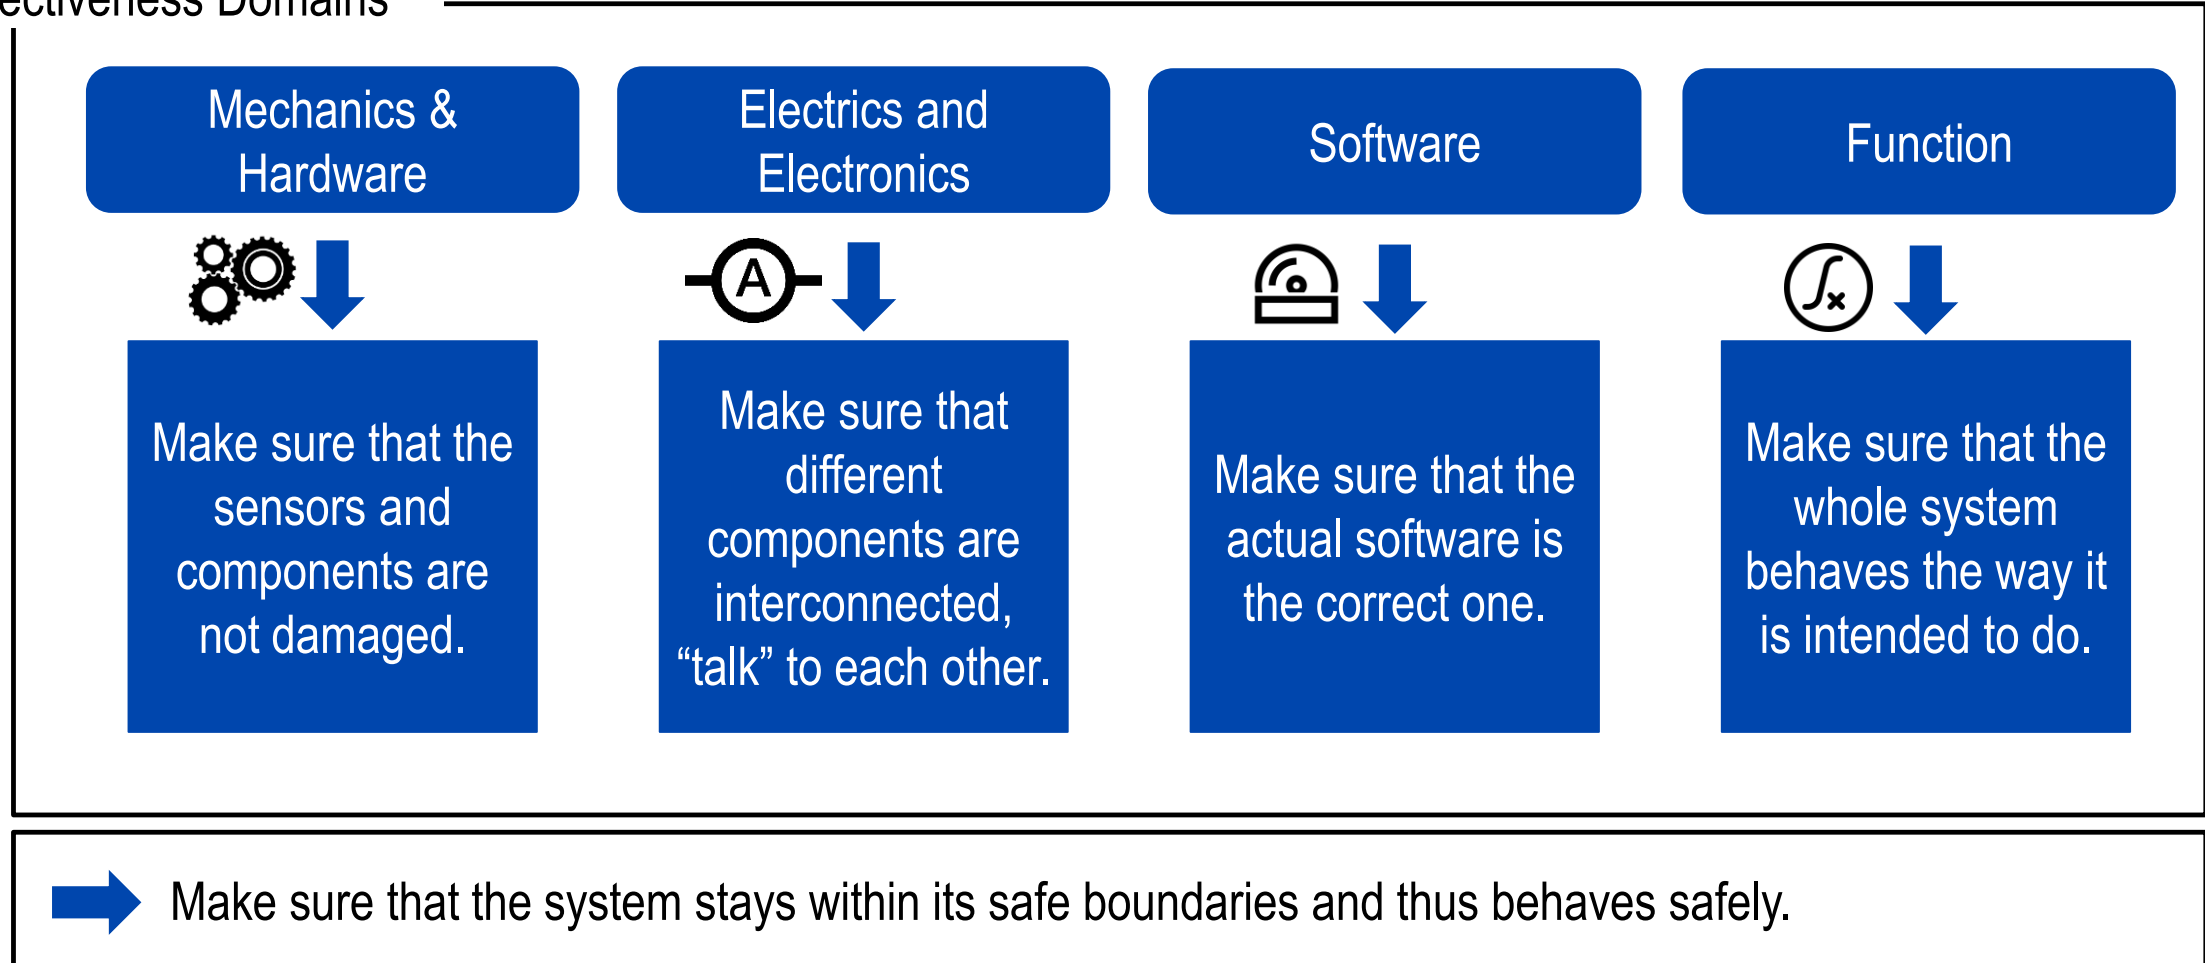 Domains
Mechanics &
Hardware
Electrics and
Electronics
Software
Function
A
Make sure that the
sensors and
components are
not damaged.
Make sure that
different
components are
interconnected,
“talk” to each other.
Make sure that the
actual software is
the correct one.
Make sure that the
whole system
behaves the way it
is intended to do.
Make sure that the system stays within its safe boundaries and thus behaves safely.